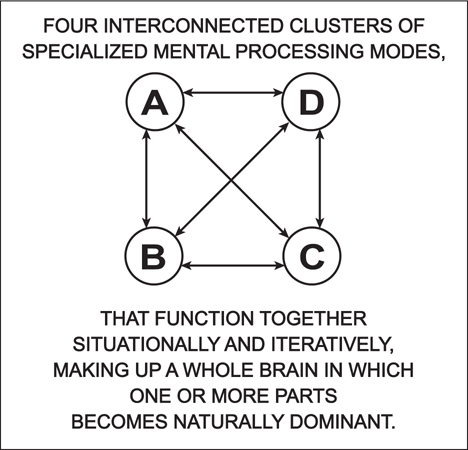 FOUR INTERCONNECTED CLUSTERS OF
SPECIALIZED MENTAL PROCESSING MODES,
A D
B C
THAT FUNCTION TOGETHER
SITUATIONALLY AND ITERATIVELY,
MAKING UP A WHOLE BRAIN IN WHICH
ONE OR MORE PARTS
BECOMES NATURALLY DOMINANT.